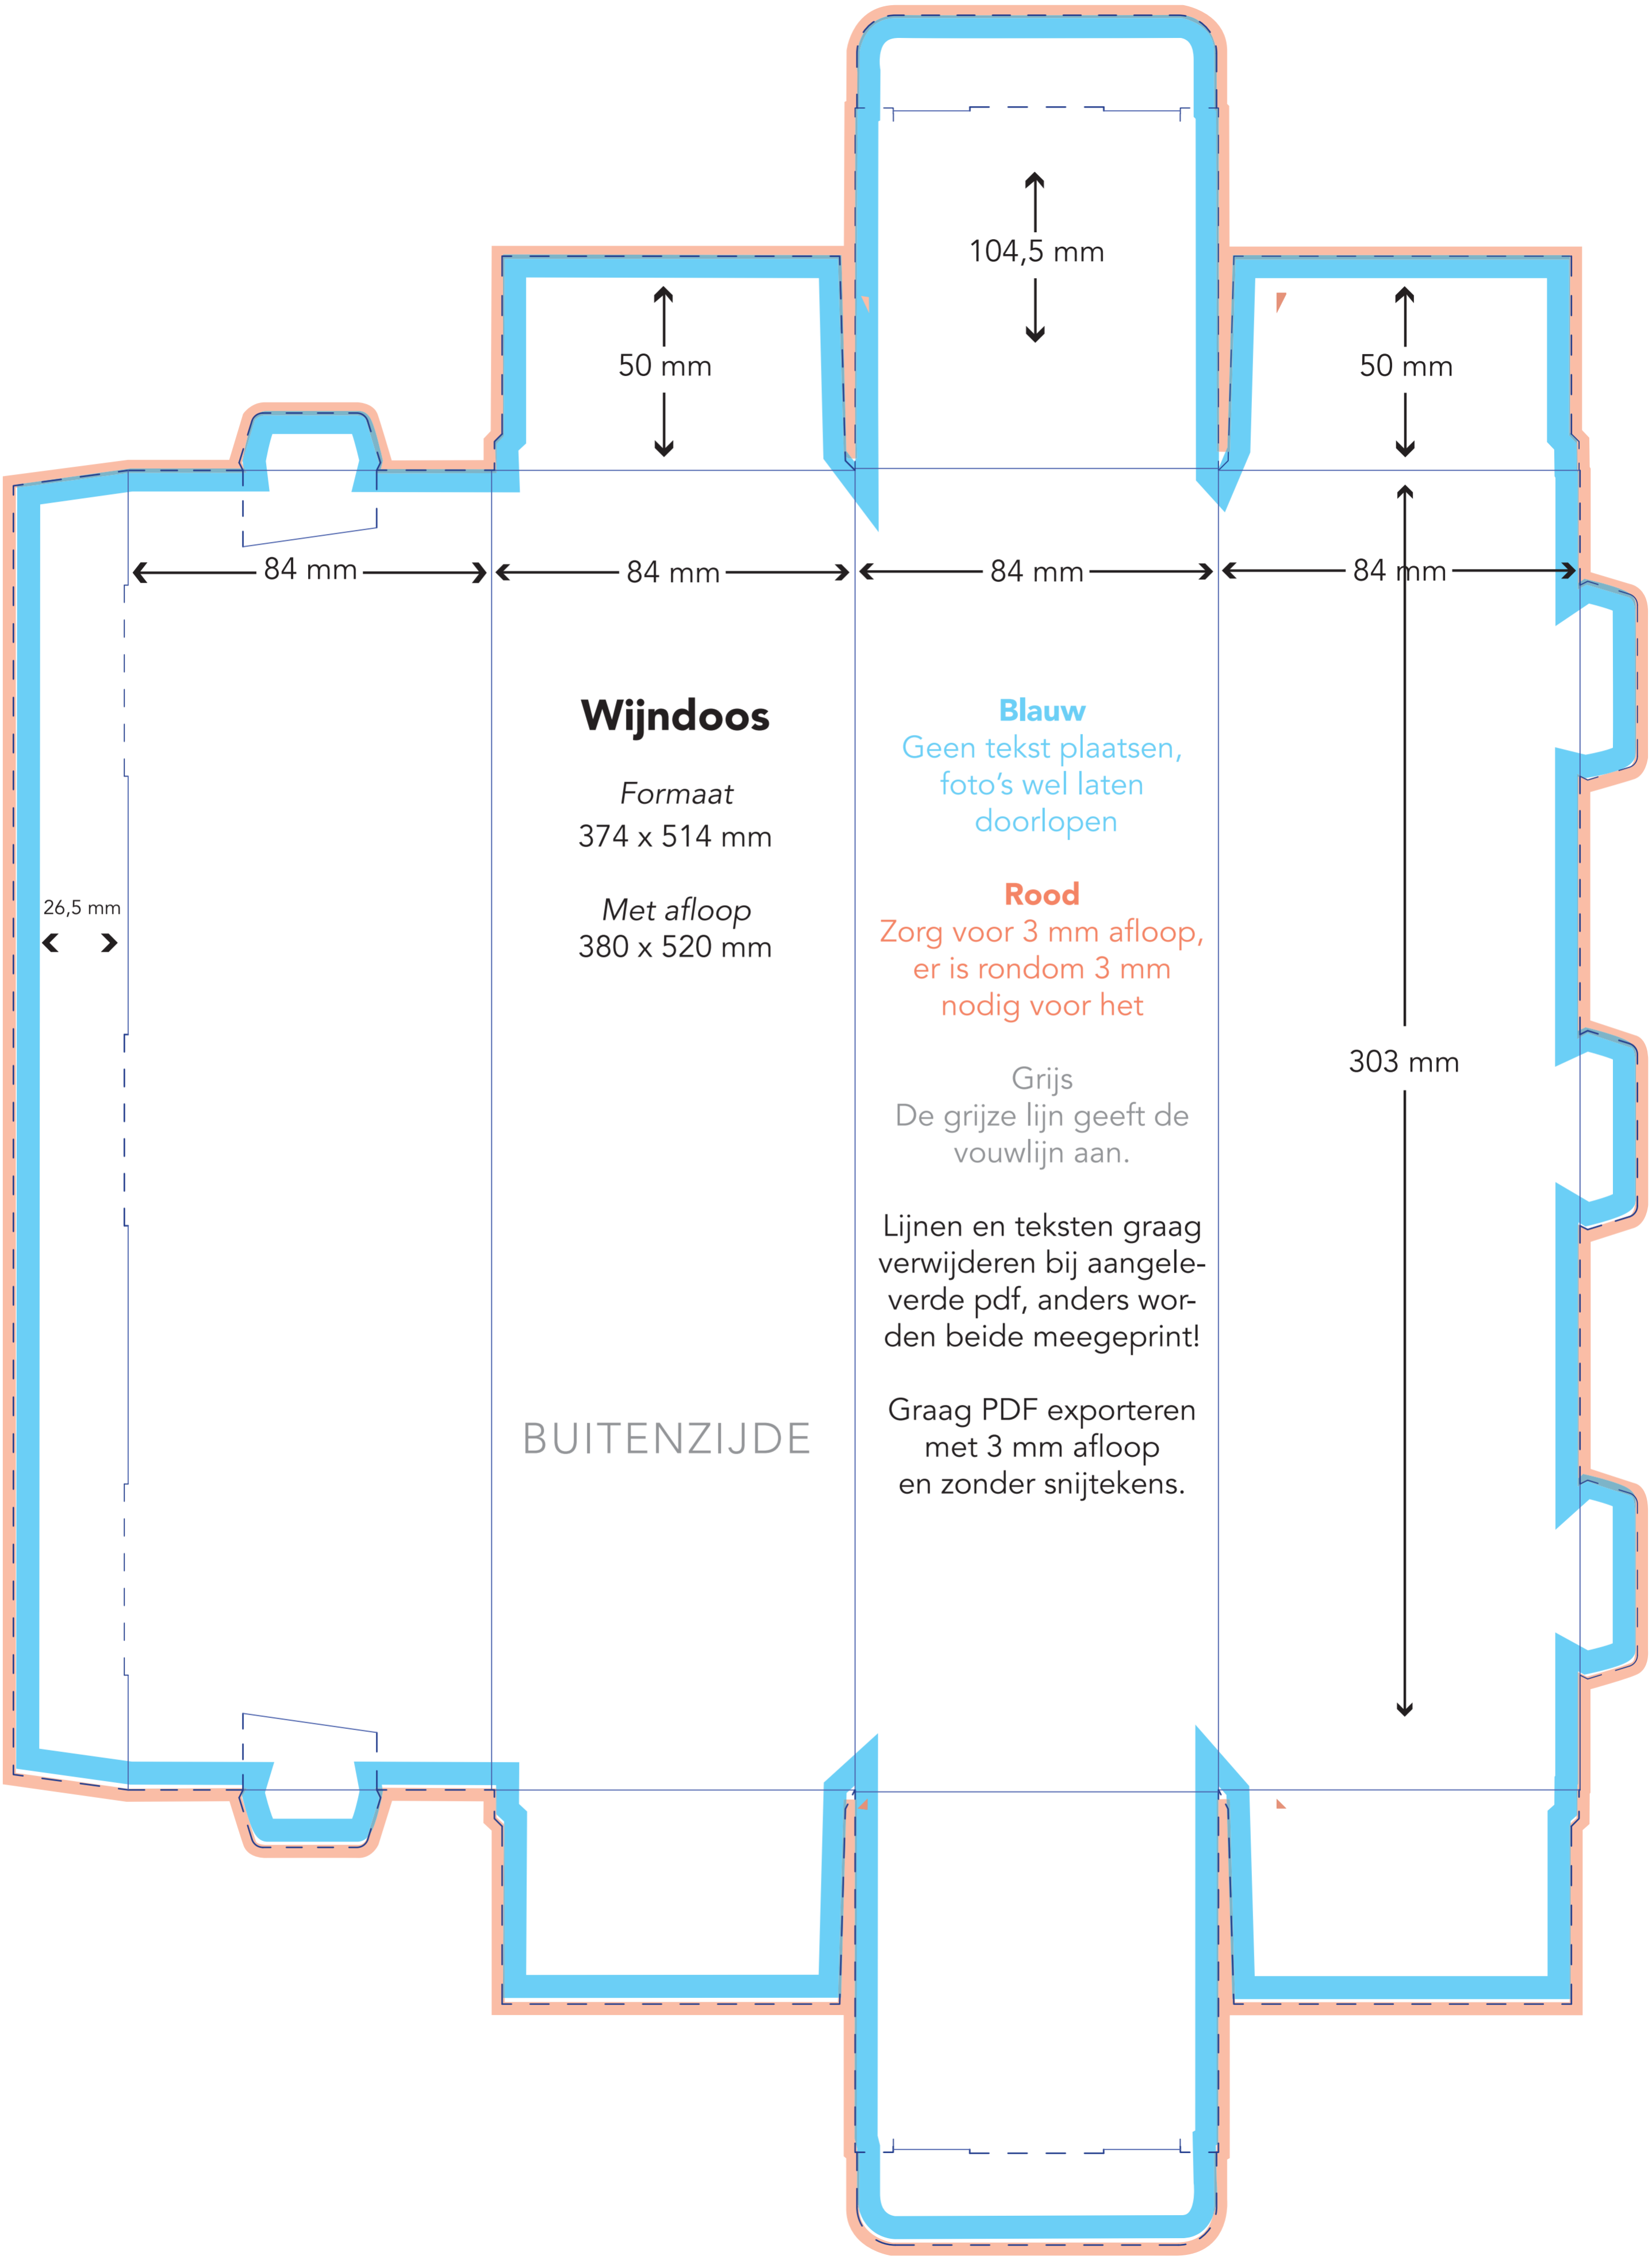 104,5 mm
50 mm
50 mm
84 mm
84 mm
84 mm
84 mm
Wijndoos
Formaat
374 x 514 mm
Met afloop
380 x 520 mm
26,5 mm
Blauw
Geen tekst plaatsen,
foto's wel laten
doorlopen
Rood
Zorg voor 3 mm afloop,
er is rondom 3 mm
nodig voor het
Grijs
De grijze lijn geeft de
vouwlijn aan.
Lijnen en teksten graag
verwijderen bij aangele-
verde pdf, anders wor-
den beide meegeprint!
Graag PDF exporteren
met 3 mm afloop
en zonder snijtekens.
303 mm
BUITENZIJDE